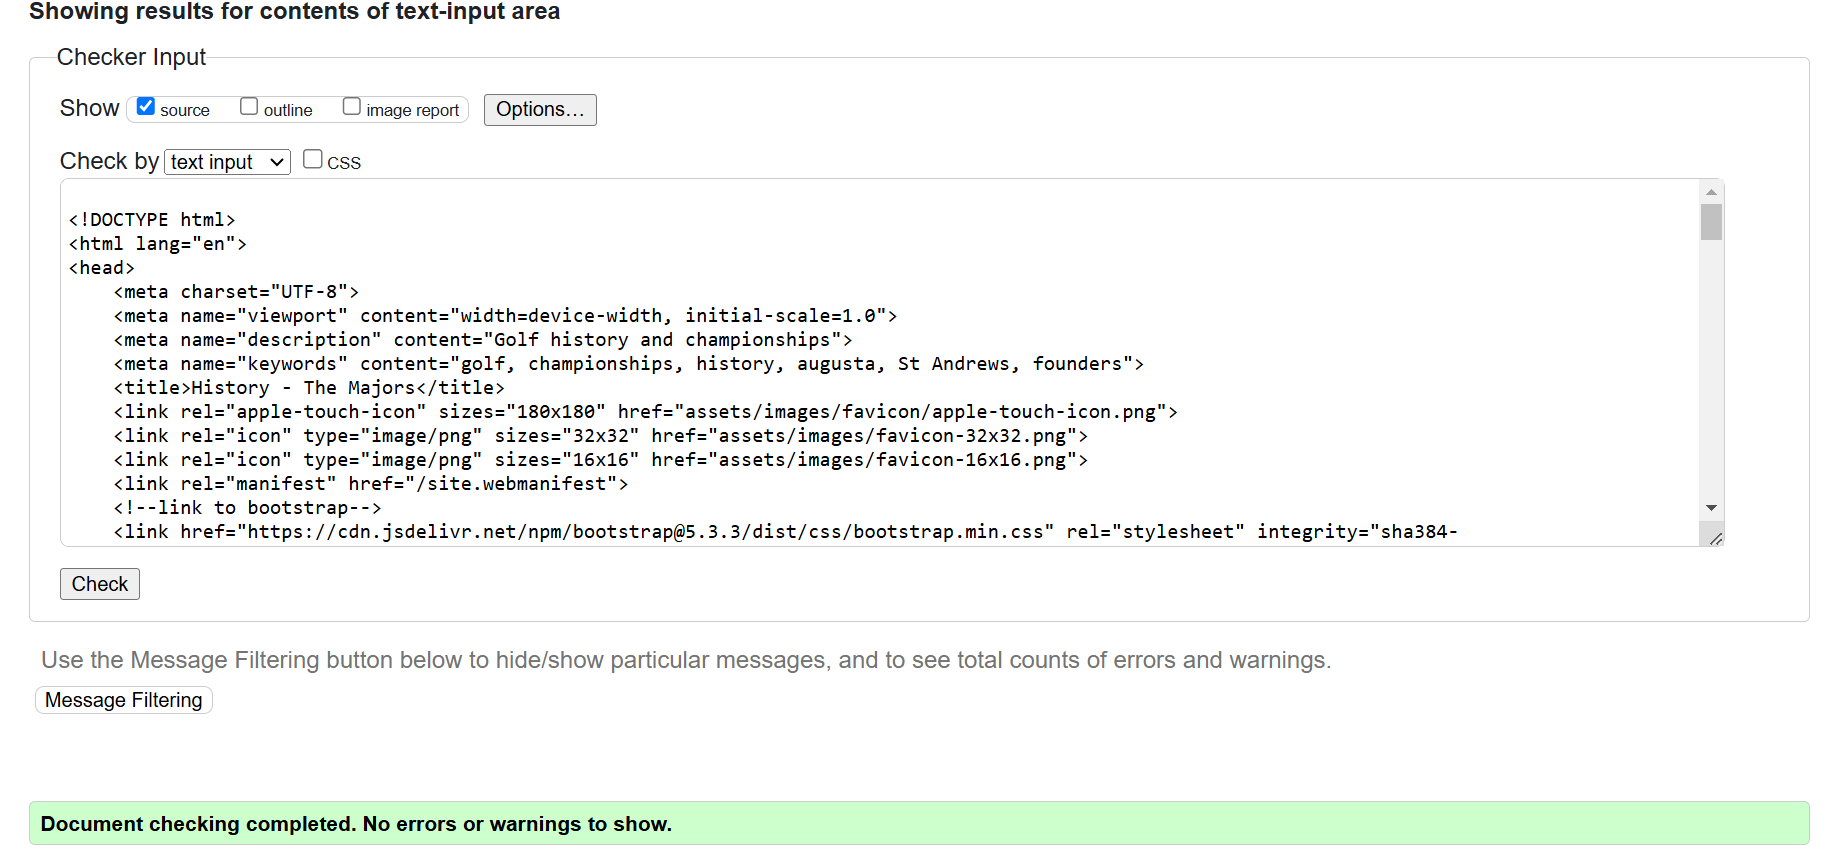 Showing results for contents of text-input area
Checker Input
Show source outline image report Options...
Check by text input CSS
<!DOCTYPE html>
<html lang="en">
<head>
    <meta charset="UTF-8">
    <meta name="viewport" content="width=device-width, initial-scale=1.0">
    <meta name="description" content="Golf history and championships">
    <meta name="keywords" content="golf, championships, history, augusta, St Andrews, founders">
    <title>History - The Majors</title>
    <link rel="apple-touch-icon" sizes="180x180" href="assets/images/favicon/apple-touch-icon.png">
    <link rel="icon" type="image/png" sizes="32x32" href="assets/images/favicon-32x32.png">
    <link rel="icon" type="image/png" sizes="16x16" href="assets/images/favicon-16x16.png">
    <link rel="manifest" href="/site.webmanifest">
    <!--link to bootstrap-->
    <link href="https://cdn.jsdelivr.net/npm/bootstrap@5.3.3/dist/css/bootstrap.min.css" rel="stylesheet" integrity="sha384-
Check
Use the Message Filtering button below to hide/show particular messages, and to see total counts of errors and warnings.
Message Filtering
Document checking completed. No errors or warnings to show.